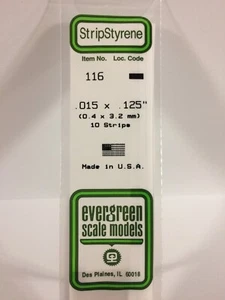 StripStyrene
Item No. Loc. Code
116
.015 x .125"
(0.4 x 3.2 mm)
10 Strips
Made in U.S.A.
evergreen
scale models
Des Plaines, IL 60018